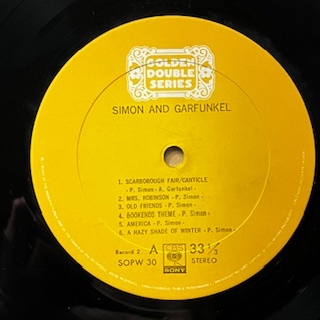 GOLDEN
DOUBLE
SERIES
SIMON AND GARFUNKEL
1. SCARBOROUGH FAIR/CANTICLE
- P. Simon - A. Garfunkel -
2. MRS. ROBINSON - P. Simon -
3. OLD FRIENDS - P. Simon -
4. BOOKENDS THEME - P. Simon -
5. AMERICA - P. Simon -
6. A HAZY SHADE OF WINTER - P. Simon -
Record 2 A CBS 33 1/3
SOPW 30 SONY STEREO